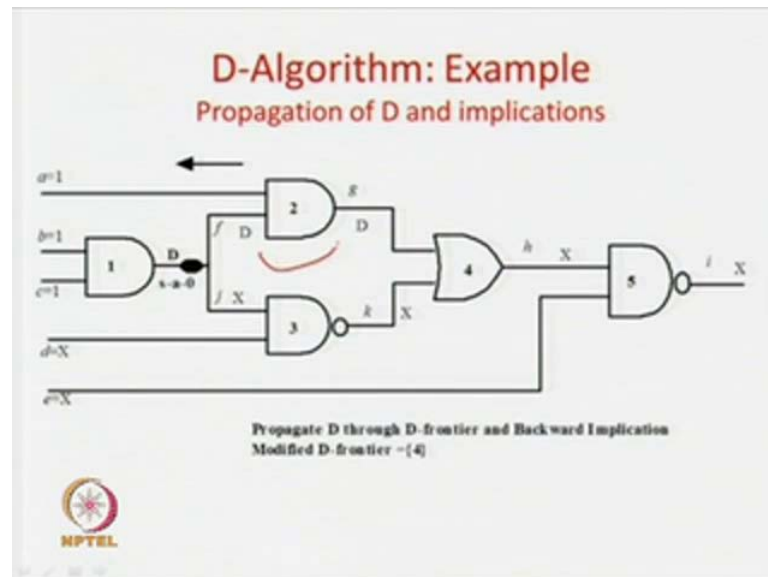 D-Algorithm: Example
Propagation of D and implications
a=1
g
2
f D
D
b=1
D
h X
i X
1
4
5
s-a-0
c=1
j X
k X
3
d=X
e=X
Propagate D through D-frontier and Backward Implication
Modified D-frontier ={4}
NPTEL